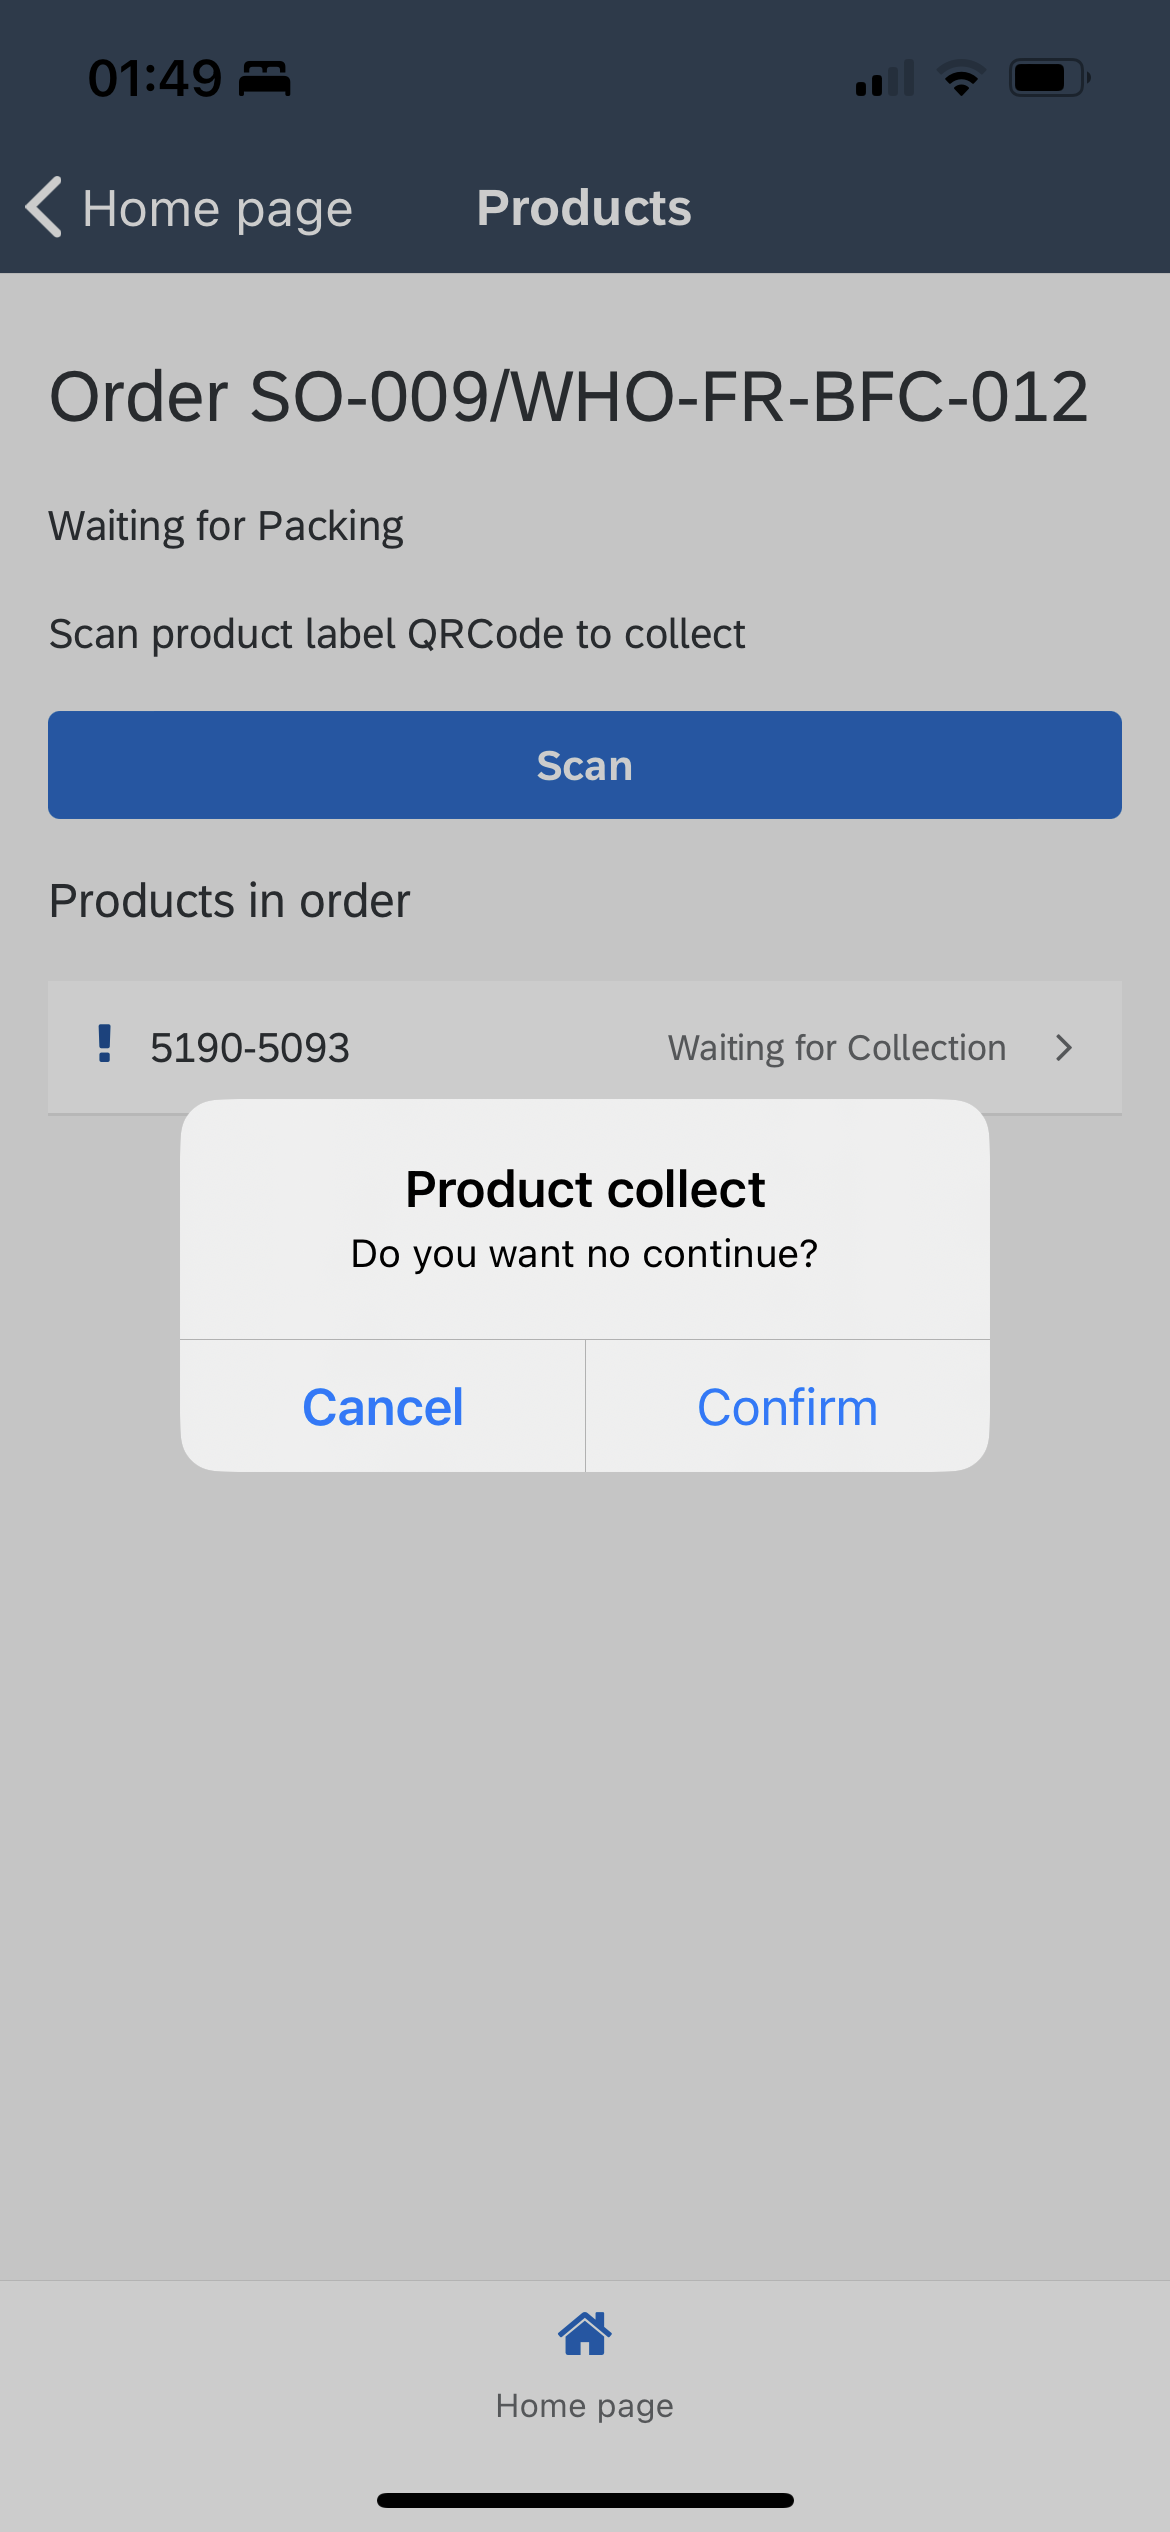 01:49
Home page
Products
Order SO-009/WHO-FR-BFC-012
Waiting for Packing
Scan product label QRCode to collect
Scan
Products in order
! 5190-5093
Waiting for Collection
Product collect
Do you want no continue?
Cancel
Confirm
Home page